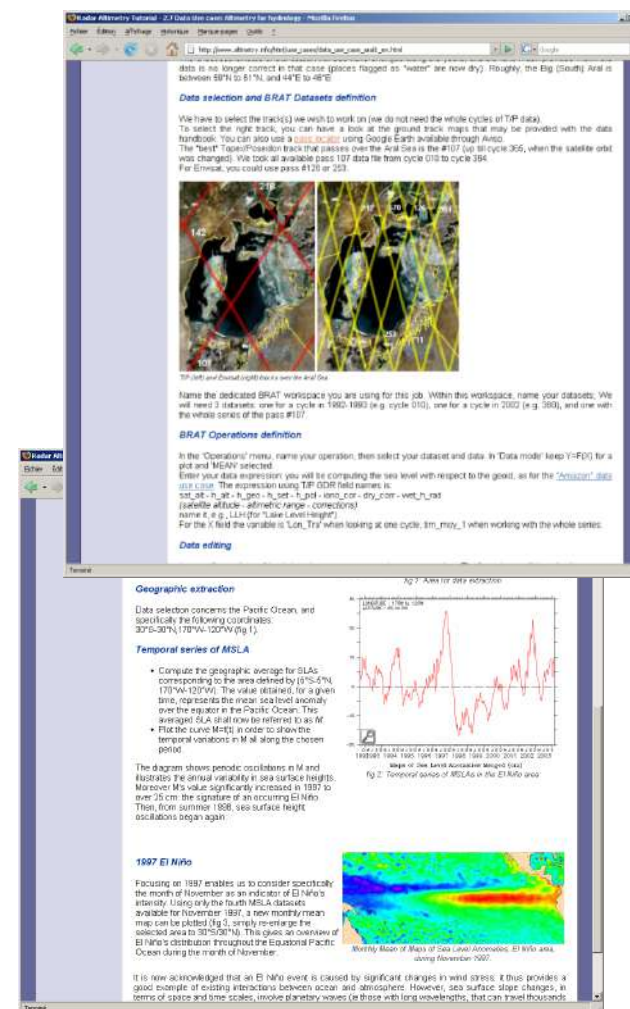 Radar Altimetry Tutorial - 2.7 Data Use cases Altimetry for hydrology - Mozilla Firefox
Fichier Édition Affichage Historique Marque-pages Outils ?
data is no longer correct in that case (places flagged as "water" are now dry). Roughly, the Big (South) Aral is
Data selection and BRAT Datasets definition
We have to select the track(s) we wish to work on (we do not need the whole cycles of T/P data).
To select the right track, you can have a look at the ground track maps that may be provided with the data
handbook. You can also use a pass locator using Google Earth available through Aviso.
The "best" Topex/Poseidon track that passes over the Aral Sea is the #107 (up till cycle 365, when the satellite orbit
was changed). We took all available pass 107 data file from cycle 010 to cycle 364.
For Envisat, you could use pass #126 or 253.
218
142
107
253
T/P (left) and Envisat (right) tracks over the Aral Sea
Name the dedicated BRAT workspace you are using for this job. Within this workspace, name your datasets; We
will need 3 datasets: one for a cycle in 1992-1993 (e.g. cycle 010), one for a cycle in 2002 (e.g. 360), and one with
the whole series of the pass #107.
BRAT Operations definition
In the 'Operations' menu, name your operation, then select your dataset and data. In 'Data mode' keep Y=F(X) for a
plot and 'MEAN' selected.
Enter your data expression: you will be computing the sea level with respect to the geoid, as for the "Amazon" data
use case. The expression using T/P GDR field names is:
sat_alt - h_alt - h_geo - h_set - h_pol - iono_cor - dry_corr - wet_h_rad
(satellite altitude - altimetric range - corrections)
name it, e.g., LLH (for "Lake Level Height")
For the X field the variable is 'Lon_Tra' when looking at one cycle, tim_moy_1 when working with the whole series.
Data editing
Terminé
Geographic extraction
Data selection concerns the Pacific Ocean, and
specifically the following coordinates:
30°S-30°N,170°W-120°W (fig 1).
Temporal series of MSLA
Compute the geographic average for SLAs
corresponding to the area defined by (5°S-5°N,
170°W-120°W). The value obtained, for a given
time, represents the mean sea level anomaly
over the equator in the Pacific Ocean. This
averaged SLA shall now be referred to as M.
Plot the curve M=f(t) in order to show the
temporal variations in M all along the chosen
period.
The diagram shows periodic oscillations in M and
illustrates the annual variability in sea surface heights.
Moreover M's value significantly increased in 1997 to
over 25 cm: the signature of an occurring El Niño.
Then, from summer 1998, sea surface height
oscillations began again.
fig 1: Area for data extraction
Maps of Sea Level Anomalies Merged (cm)
fig 2: Temporal series of MSLAs in the El Niño area
1997 El Niño
Focusing on 1997 enables us to consider specifically
the month of November as an indicator of El Niño's
intensity. Using only the fourth MSLA datasets
available for November 1997, a new monthly mean
map can be plotted (fig 3, simply re-enlarge the
selected area to 30°S/30°N). This gives an overview of
El Niño's distribution throughout the Equatorial Pacific
Ocean during the month of November.
Monthly Mean of Maps of Sea Level Anomalies, El Niño area,
during November 1997.
It is now acknowledged that an El Niño event is caused by significant changes in wind stress; it thus provides a
good example of existing interactions between ocean and atmosphere. However, sea surface slope changes, in
terms of space and time scales, involve planetary waves (ie those with long wavelengths, that can travel thousands
Terminé